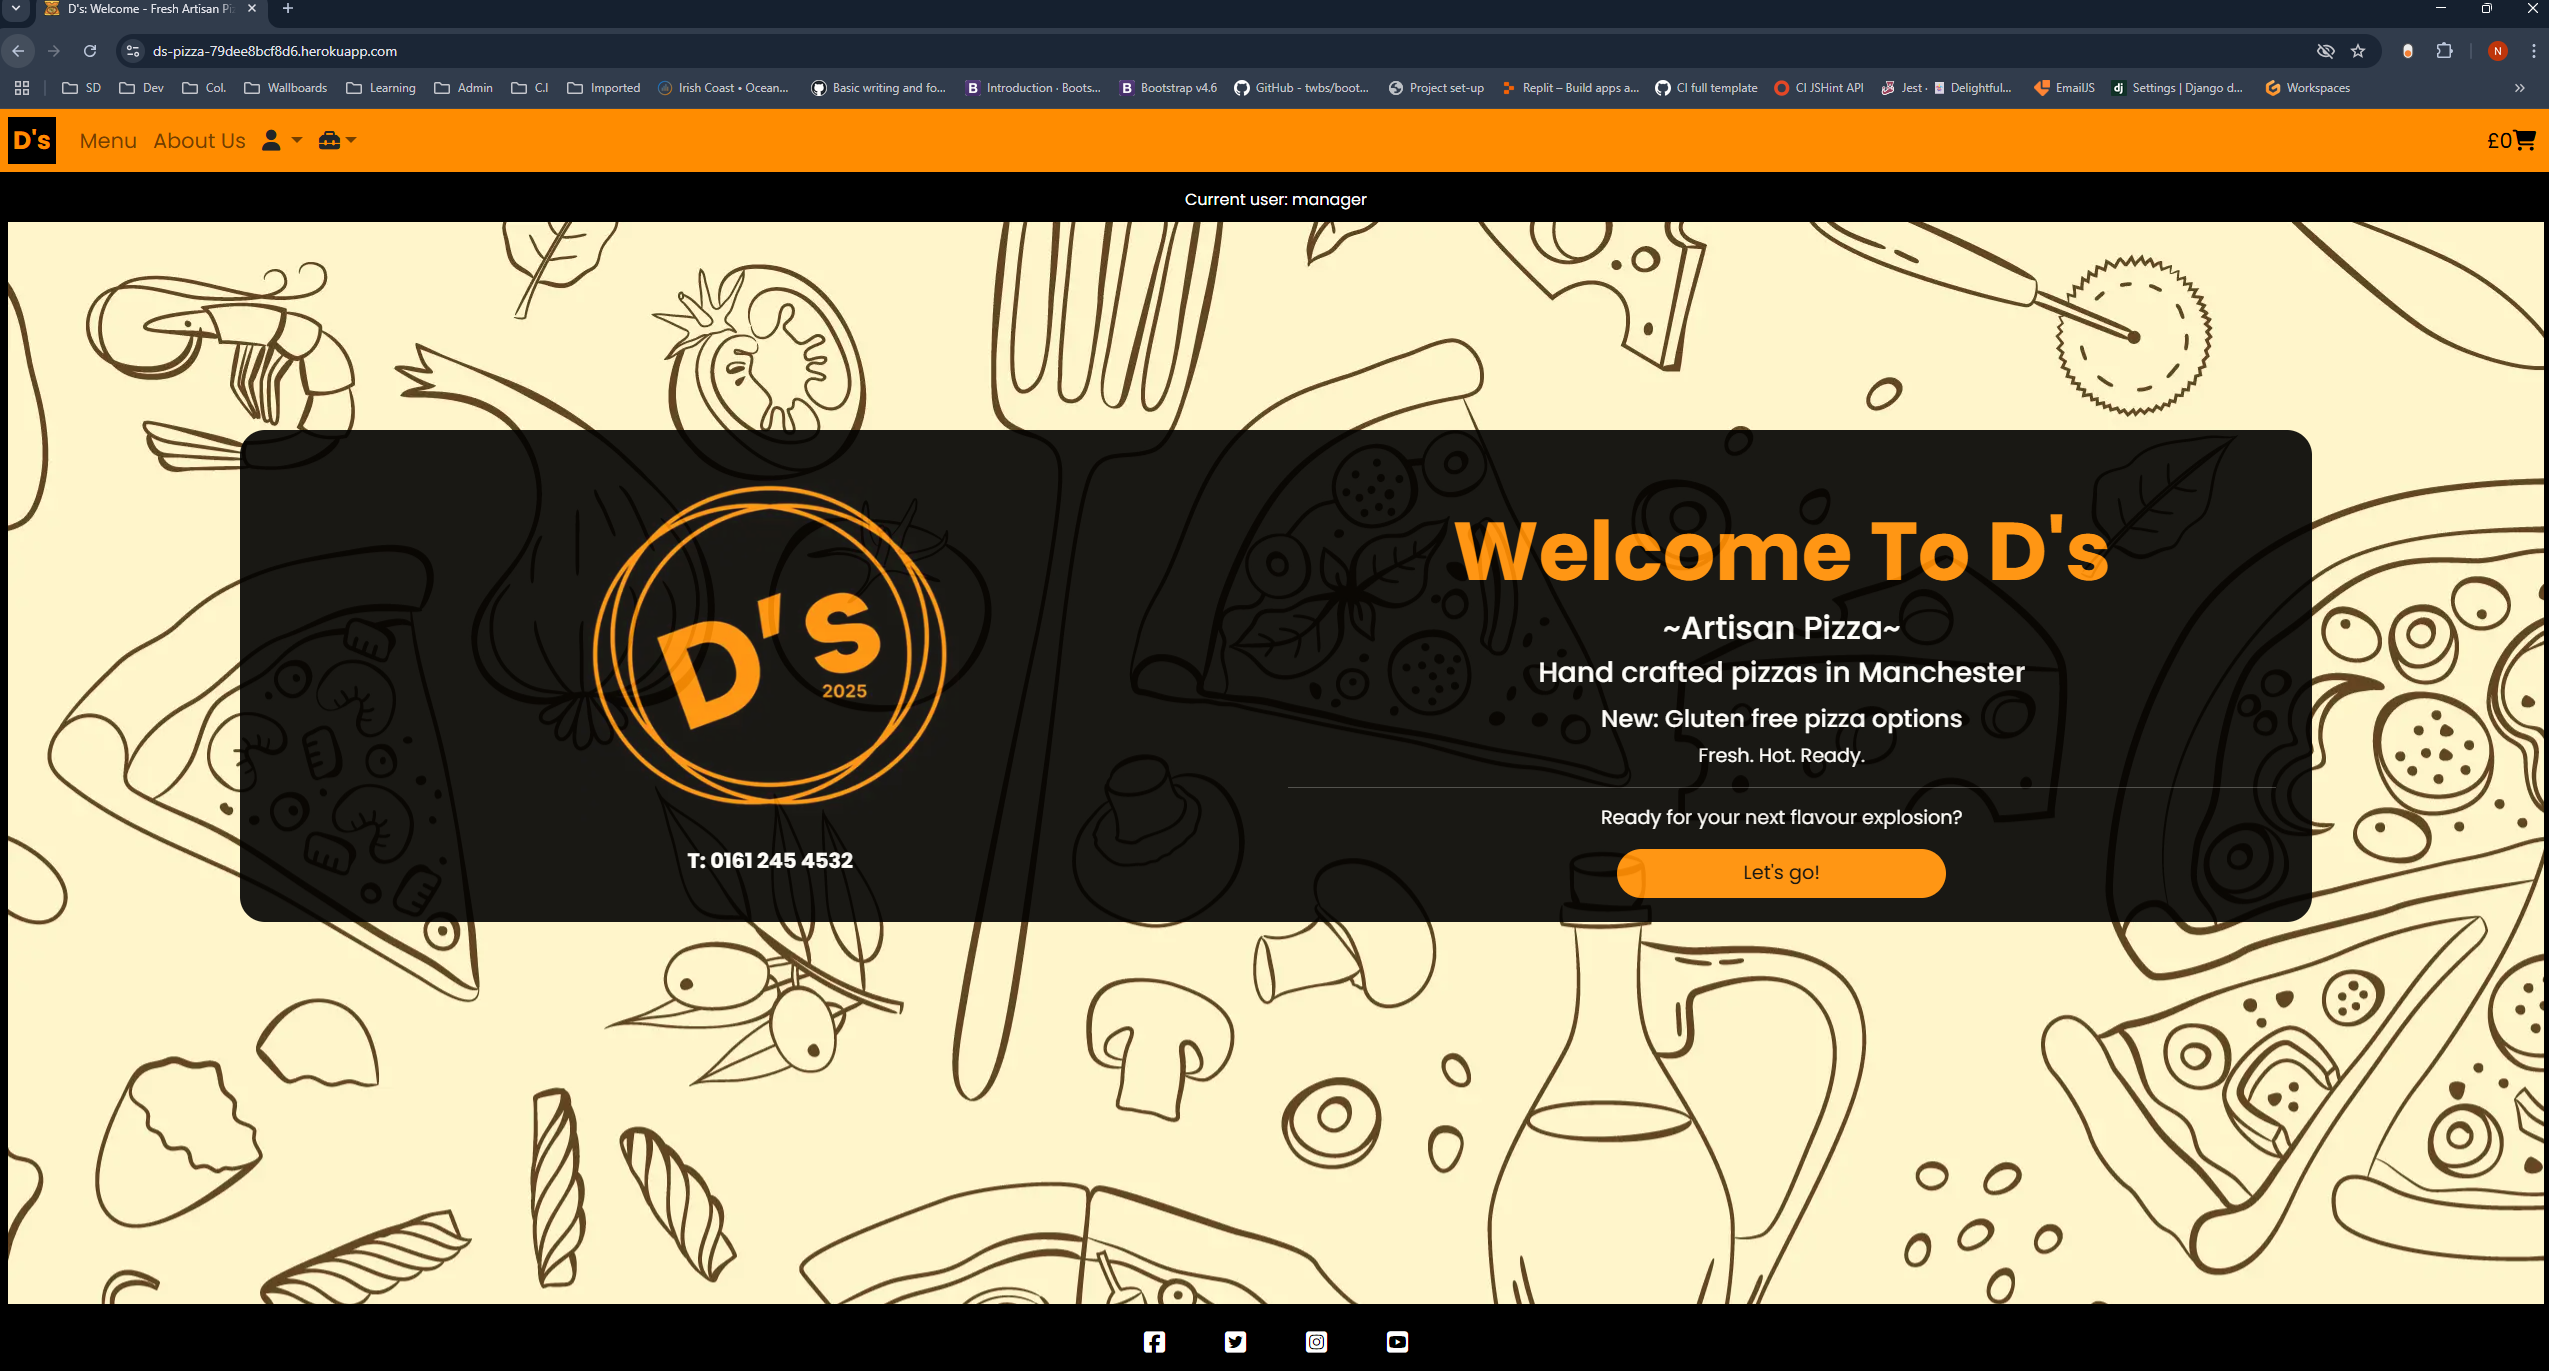 D's: Welcome - Fresh Artisan Pi
ds-pizza-79dee8bcf8d6.herokuapp.com
N
SD Dev Col. Wallboards Learning Admin C.I Imported Irish Coast • Ocean... Basic writing and fo... Introduction · Boots... Bootstrap v4.6 GitHub - twbs/boot... Project set-up Replit – Build apps a... CI full template CI JSHint API Jest · Delightful... EmailJS Settings | Django d... Workspaces
D's Menu About Us £0
Current user: manager
D's
2025
T: 0161 245 4532
Welcome To D's
~Artisan Pizza~
Hand crafted pizzas in Manchester
New: Gluten free pizza options
Fresh. Hot. Ready.
Ready for your next flavour explosion?
Let's go!